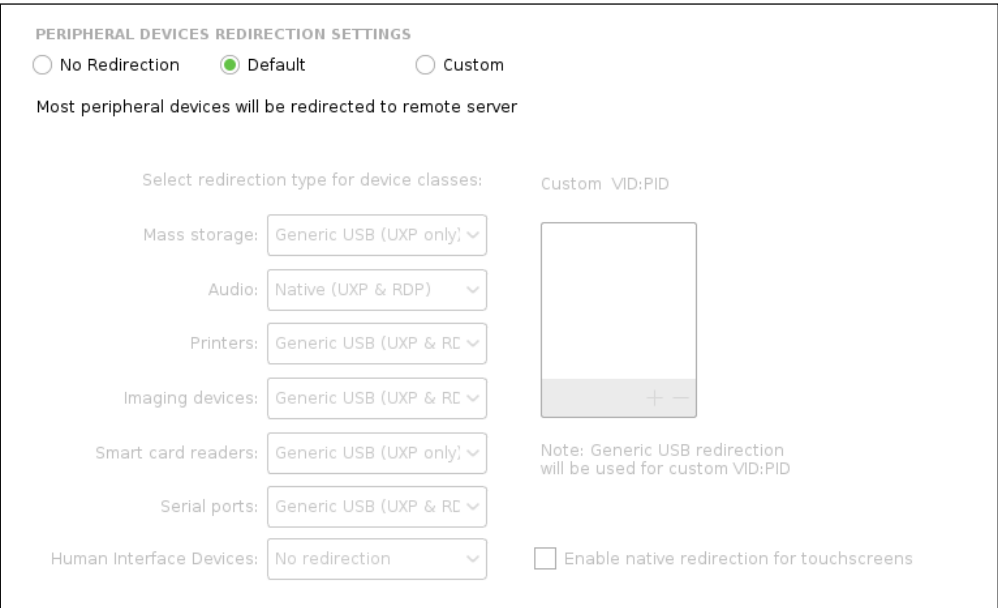 PERIPHERAL DEVICES REDIRECTION SETTINGS
No Redirection Default Custom
Most peripheral devices will be redirected to remote server
Select redirection type for device classes: Custom VID:PID
Mass storage: Generic USB (UXP only)
Audio: Native (UXP & RDP)
Printers: Generic USB (UXP & RD
Imaging devices: Generic USB (UXP & RD
+ −
Smart card readers: Generic USB (UXP only)
Note: Generic USB redirection
will be used for custom VID:PID
Serial ports: Generic USB (UXP & RD
Human Interface Devices: No redirection Enable native redirection for touchscreens